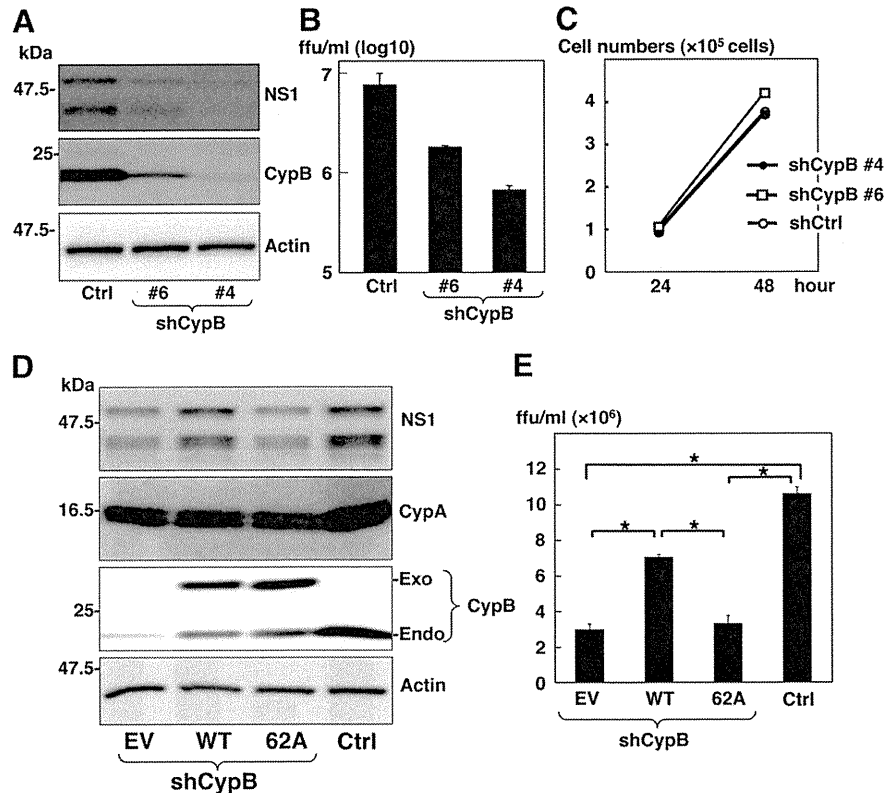 A
kDa
47.5-
NS1
25-
CypB
47.5-
Actin
Ctrl #6 #4
shCypB
B
ffu/ml (log10)
7
6
5
Ctrl #6 #4
shCypB
C
Cell numbers (×10⁵ cells)
4
3
2
1
0
24 48 hour
shCypB #4
shCypB #6
shCtrl
D
kDa
47.5-
NS1
16.5-
CypA
-Exo
25-
CypB
-Endo
47.5-
Actin
EV WT 62A Ctrl
shCypB
E
ffu/ml (×10⁶)
12
10
8
6
4
2
0
* * * *
EV WT 62A Ctrl
shCypB